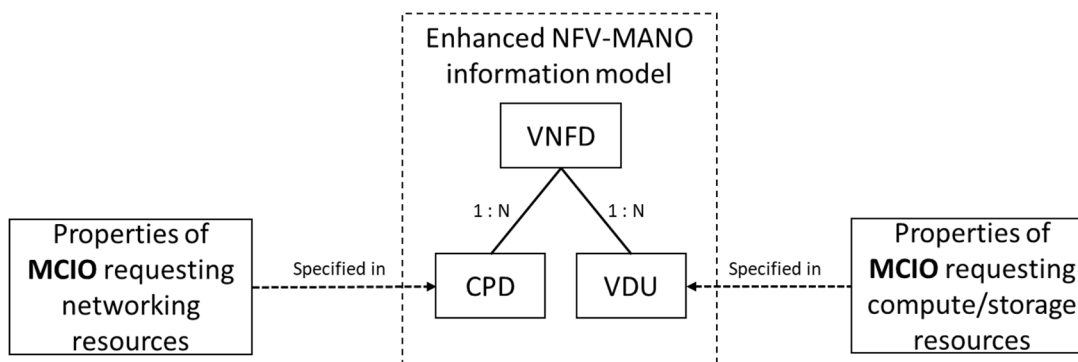 Enhanced NFV-MANO
information model
VNFD
1 : N
1 : N
Properties of
MCIO requesting
networking
resources
Specified in
CPD
VDU
Specified in
Properties of
MCIO requesting
compute/storage
resources